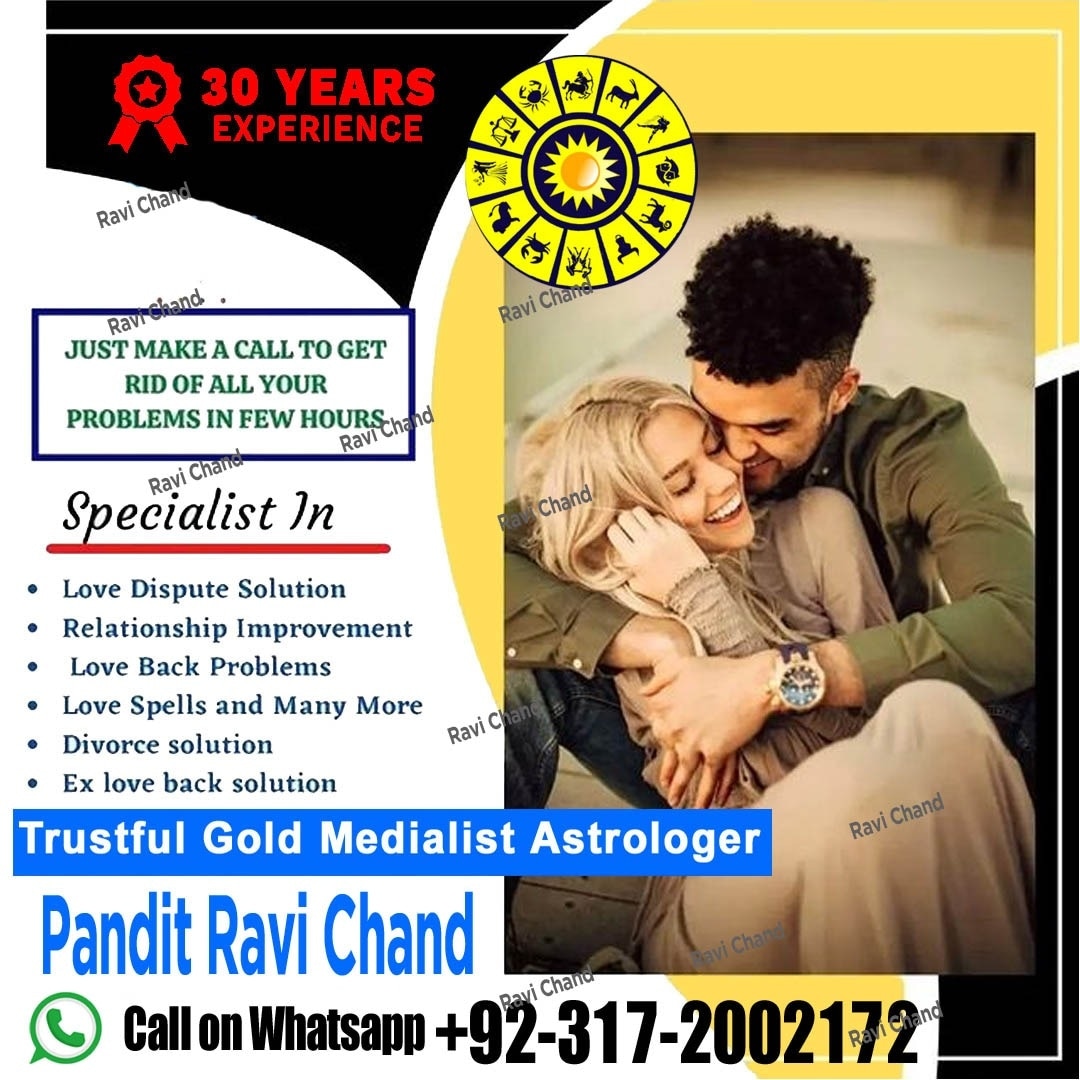 30 YEARS
EXPERIENCE
Ravi Chand
Ravi Chand
Ravi Chand
JUST MAKE A CALL TO GET
RID OF ALL YOUR
PROBLEMS IN FEW HOURS
Ravi Chand
Ravi Chand
Specialist In
Ravi Chand
• Love Dispute Solution
• Relationship Improvement
• Love Back Problems
• Love Spells and Many More
Ravi Chand
• Divorce solution
• Ex love back solution
Ravi Chand
Trustful Gold Medialist Astrologer
Pandit Ravi Chand
Ravi Chand
Ravi Chand
Call on Whatsapp +92-317-2002172
Ravi Chand